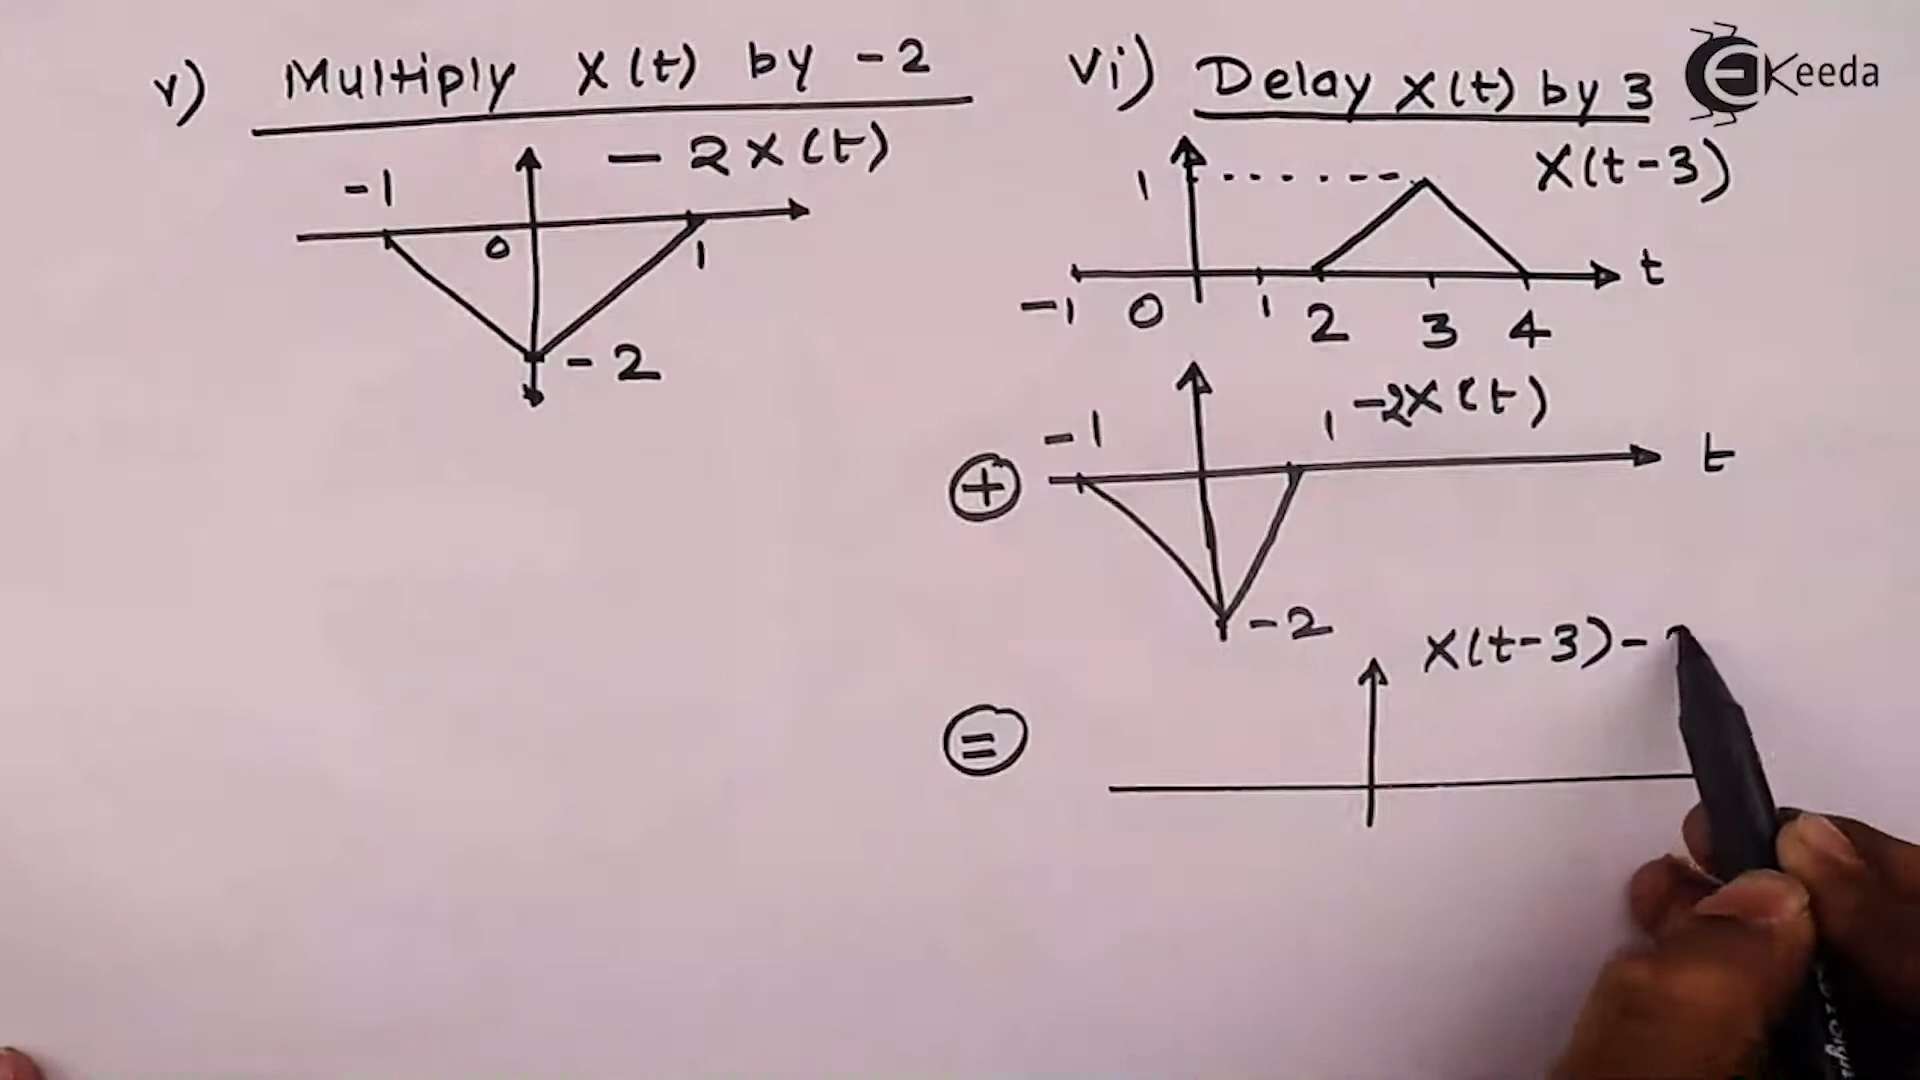 v) Multiply X(t) by -2
- 2X(t)
-1
0
1
-2
vi) Delay X(t) by 3
EKeeda
X(t-3)
1
t
-1 0 1 2 3 4
-2X(t)
-1
1
t
+
-2
X(t-3) -
=